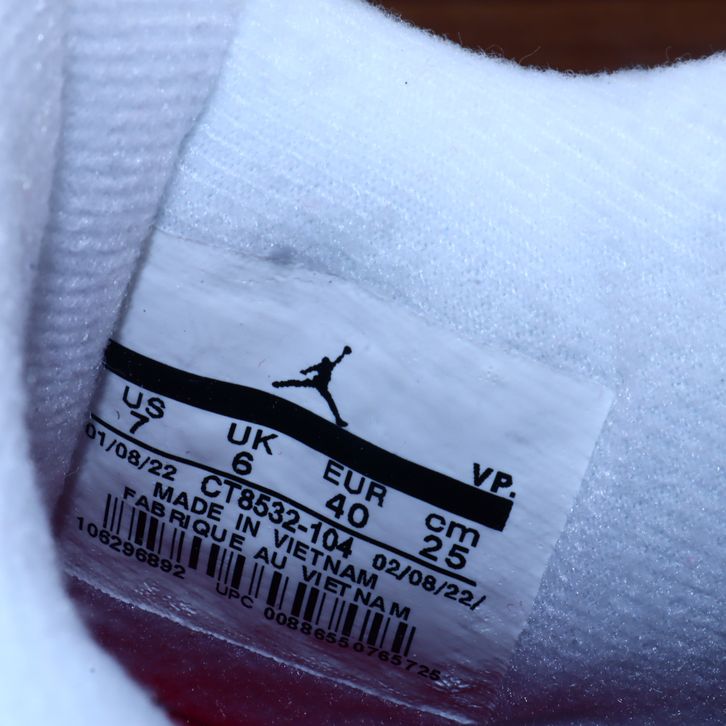 VP.
US UK EUR cm
7 6 40 25
01/08/22 CT8532-104 02/08/22/
MADE IN VIETNAM
FABRIQUE AU VIETNAM
106296892 UPC 00886550765725